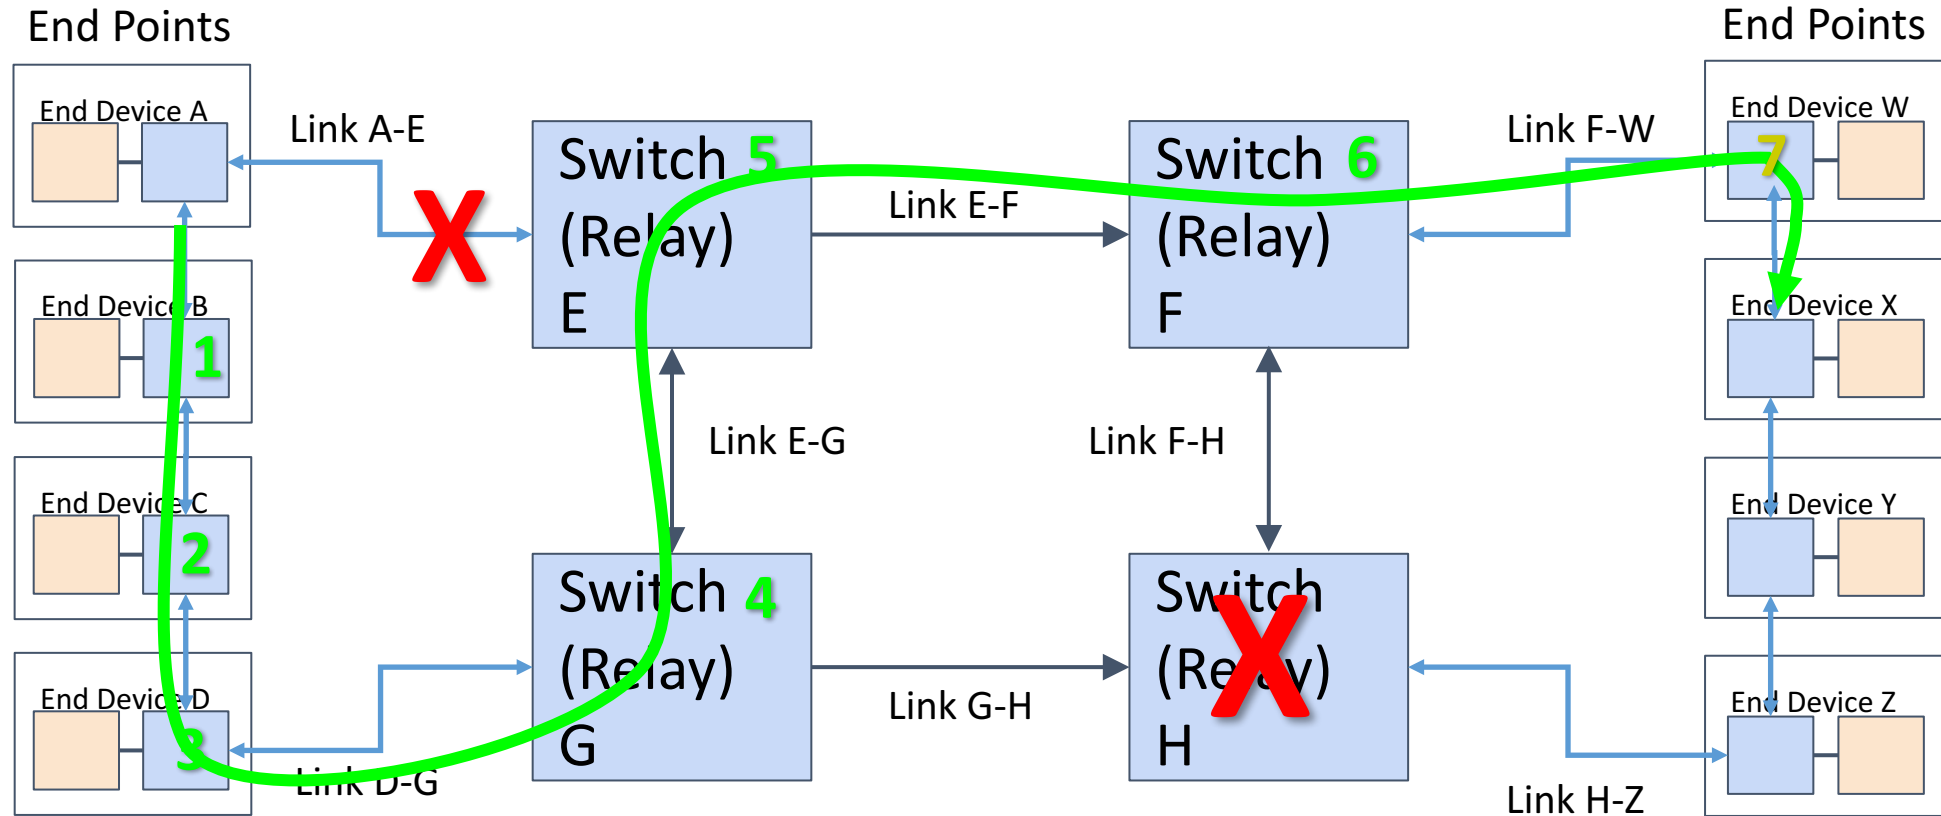 End Points
End Points
End Device A
Link A-E
Switch 5
(Relay)
E
Link E-F
Switch 6
(Relay)
F
Link F-W
End Device W
7
X
End Device B
1
End Device X
Link E-G
Link F-H
End Device C
2
End Device Y
Switch 4
(Relay)
G
Link G-H
Switch
(Relay)
H
X
End Device D
3
Link D-G
End Device Z
Link H-Z